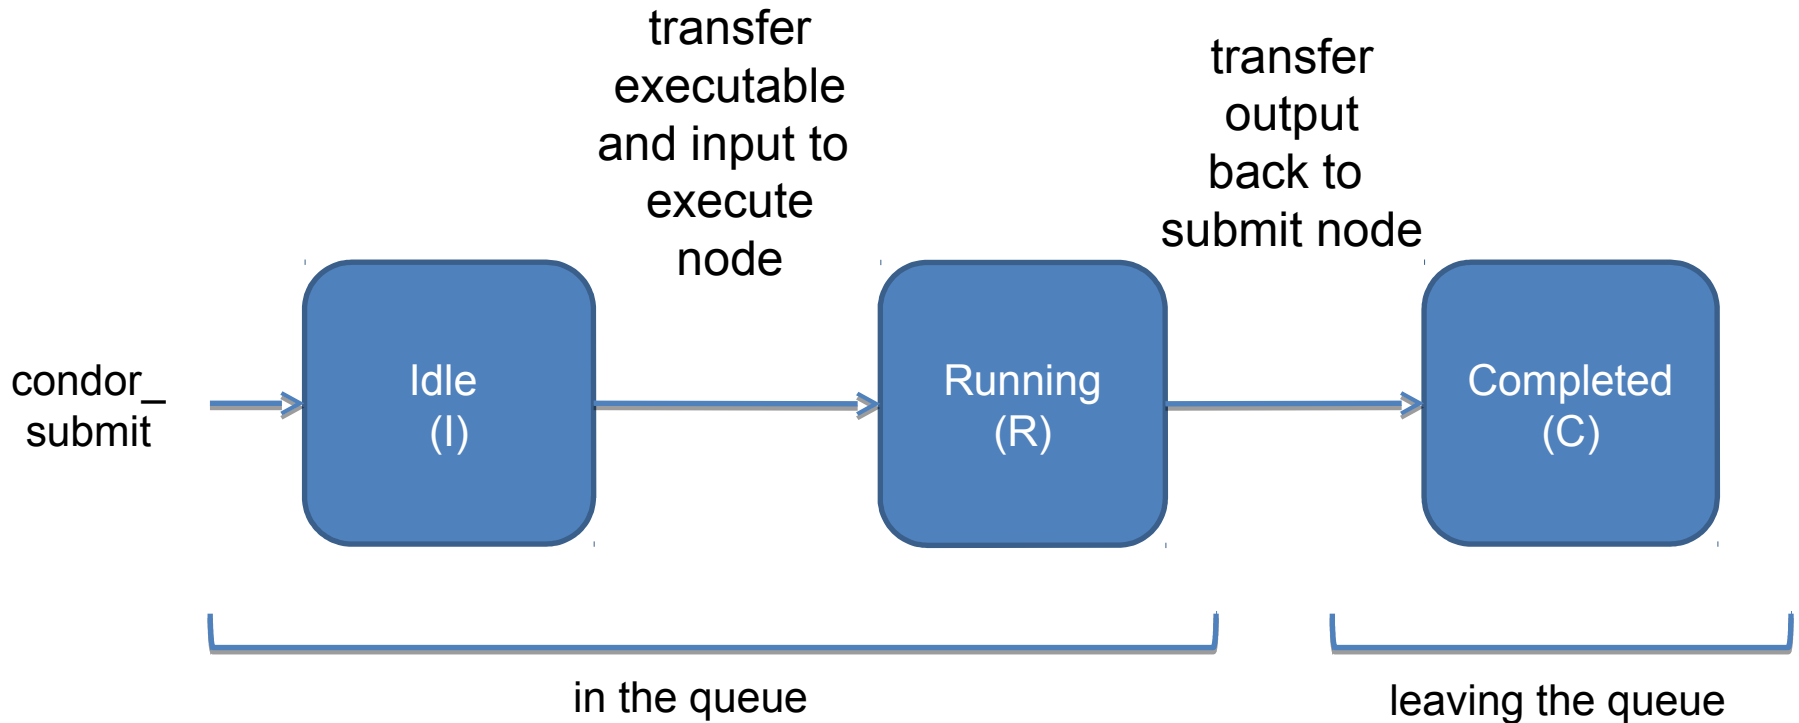 transfer
executable
and input to
execute
node
transfer
output
back to
submit node
condor_
submit
Idle
(I)
Running
(R)
Completed
(C)
in the queue
leaving the queue